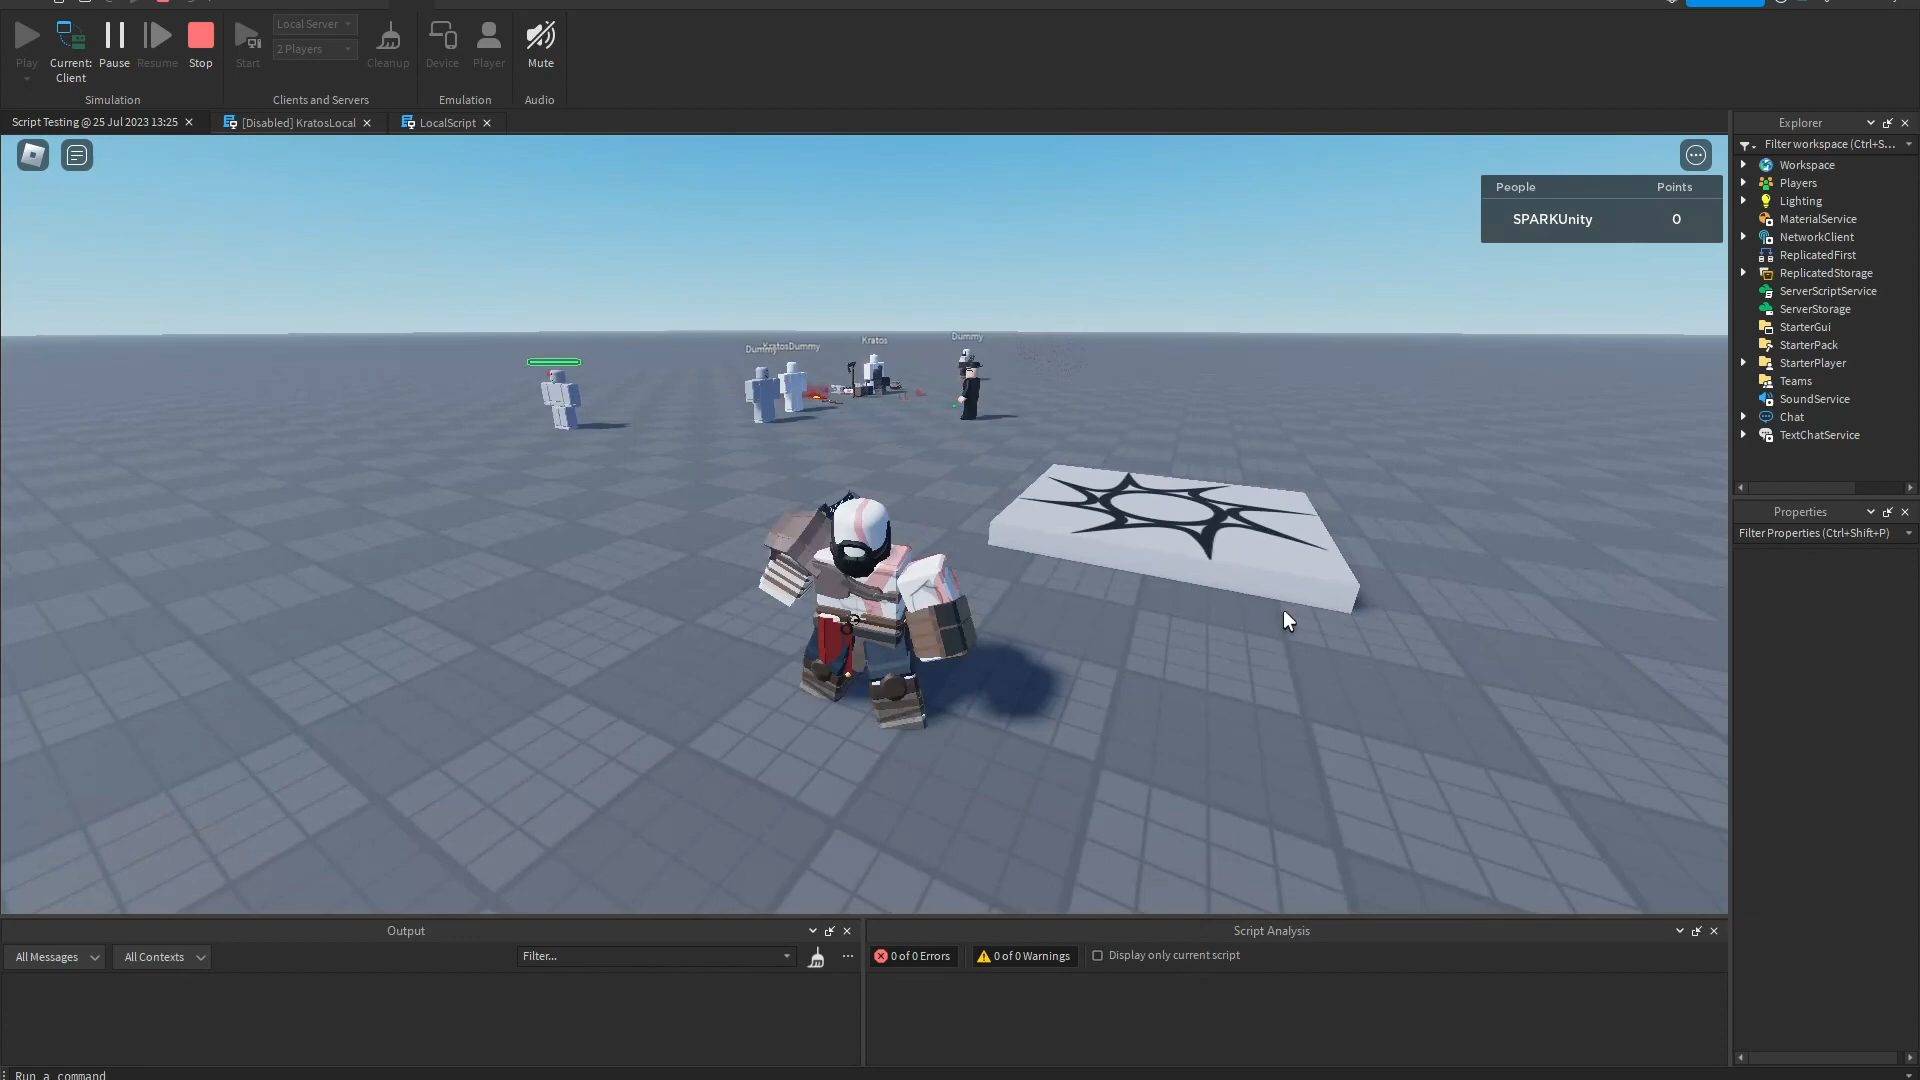 Local Server
2 Players
Play
Current:
Client
Pause
Resume
Stop
Start
Cleanup
Device
Player
Mute
Simulation
Clients and Servers
Emulation
Audio
Script Testing @ 25 Jul 2023 13:25
[Disabled] KratosLocal
LocalScript
People
Points
SPARKUnity
0
Dummy
KratosDummy
Kratos
Dummy
Explorer
Filter workspace (Ctrl+S...
Workspace
Players
Lighting
MaterialService
NetworkClient
ReplicatedFirst
ReplicatedStorage
ServerScriptService
ServerStorage
StarterGui
StarterPack
StarterPlayer
Teams
SoundService
Chat
TextChatService
Properties
Filter Properties (Ctrl+Shift+P)
Output
All Messages
All Contexts
Filter...
Script Analysis
0 of 0 Errors
0 of 0 Warnings
Display only current script
Run a command